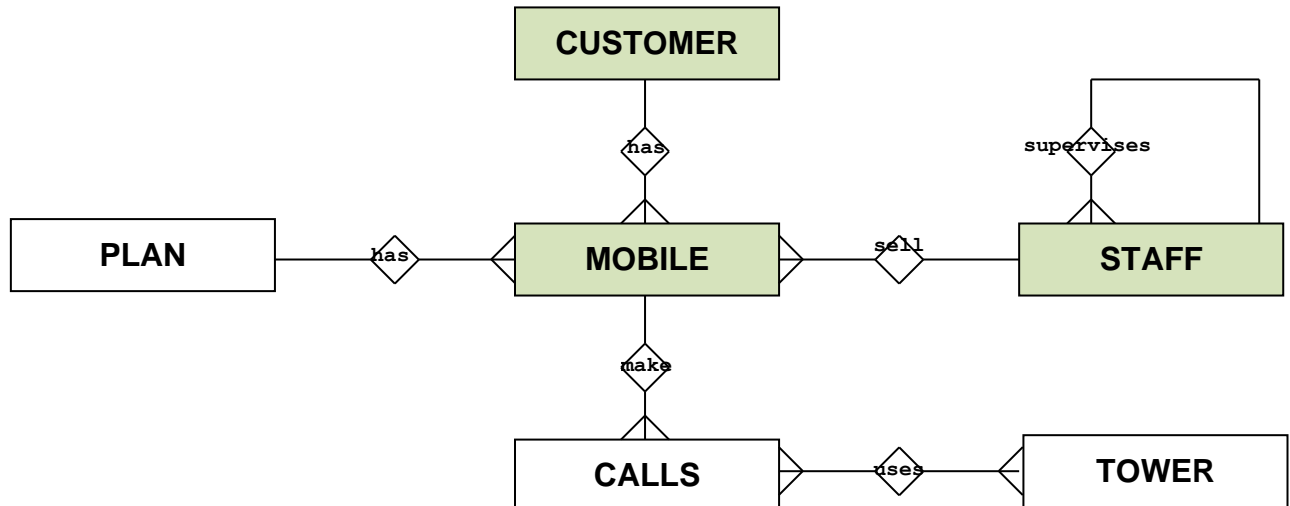 CUSTOMER
has
supervises
PLAN
has
MOBILE
sell
STAFF
make
CALLS
uses
TOWER